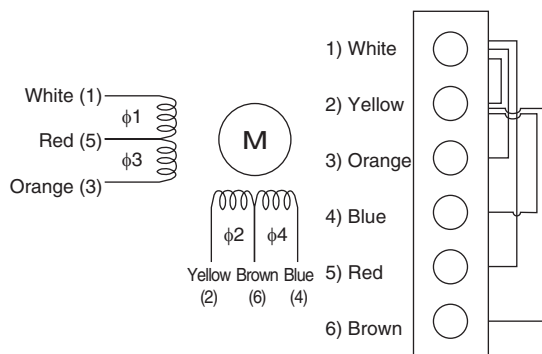 White (1)
ϕ1
Red (5)
ϕ3
Orange (3)
M
ϕ2
ϕ4
Yellow Brown Blue
(2) (6) (4)
1) White
2) Yellow
3) Orange
4) Blue
5) Red
6) Brown